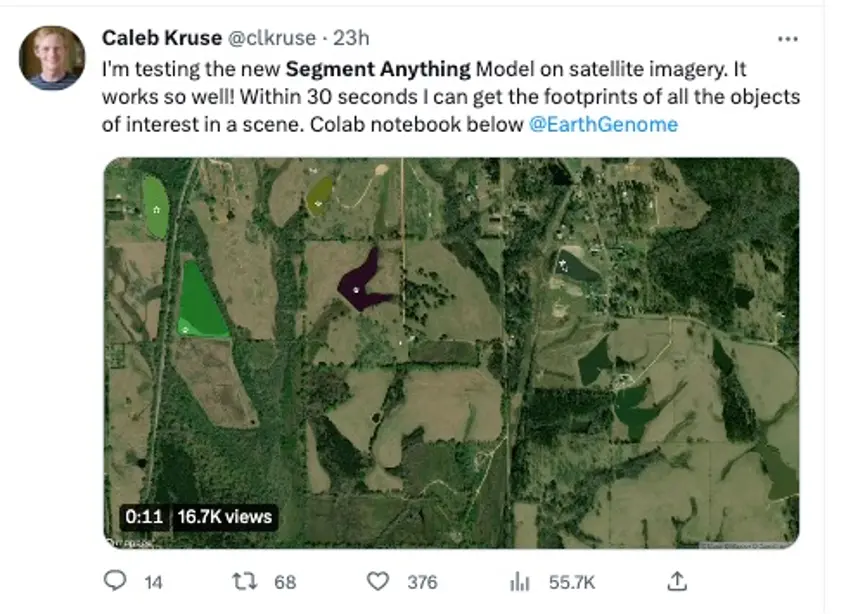 Caleb Kruse @clkruse · 23h
I'm testing the new Segment Anything Model on satellite imagery. It
works so well! Within 30 seconds I can get the footprints of all the objects
of interest in a scene. Colab notebook below @EarthGenome
0:11 16.7K views
14 68 376 55.7K